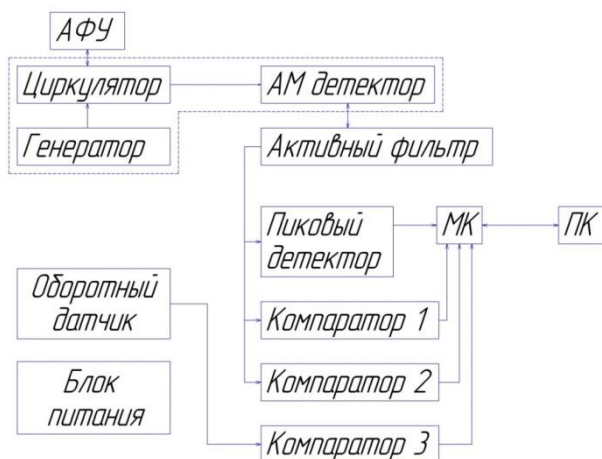 АФУ
Циркулятор
АМ детектор
Генератор
Активный фильтр
Пиковый
детектор
МК
ПК
Оборотный
датчик
Компаратор 1
Блок
питания
Компаратор 2
Компаратор 3